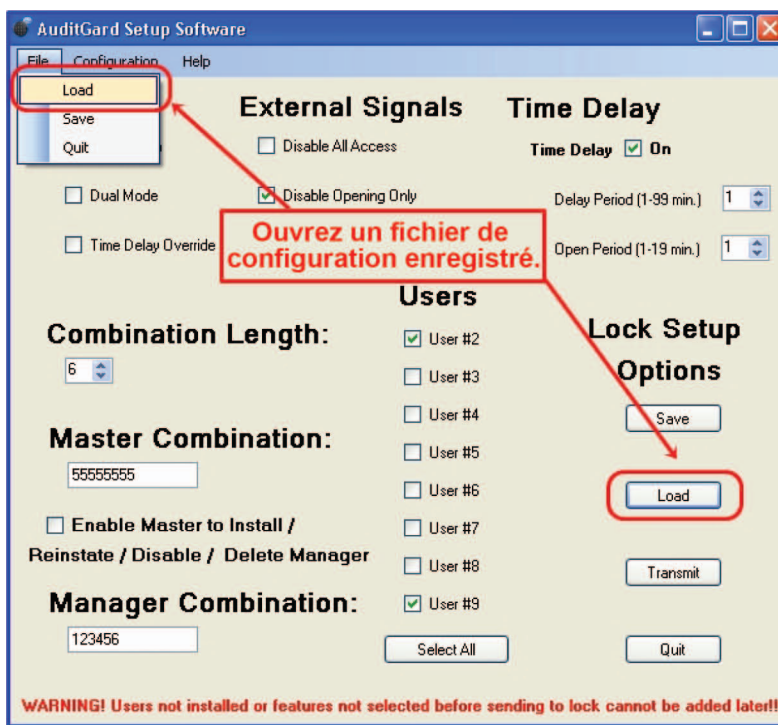 AuditGard Setup Software
File Configuration Help
Load
Save
Quit
External Signals
Disable All Access
Disable Opening Only
Time Delay
Time Delay On
Delay Period (1-99 min.) 1
Open Period (1-19 min.) 1
Dual Mode
Time Delay Override
Ouvrez un fichier de
configuration enregistré.
Combination Length:
6
Master Combination:
55555555
Enable Master to Install /
Reinstate / Disable / Delete Manager
Manager Combination:
123456
Users
User #2
User #3
User #4
User #5
User #6
User #7
User #8
User #9
Select All
Lock Setup
Options
Save
Load
Transmit
Quit
WARNING! Users not installed or features not selected before sending to lock cannot be added later!!